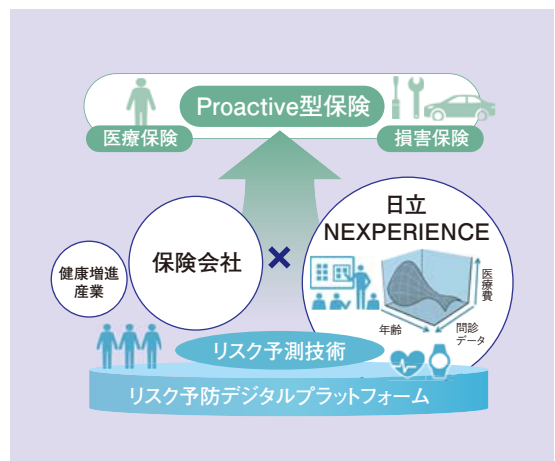 Proactive型保険
医療保険
損害保険
日立
NEXPERIENCE
保険会社
×
健康増進
産業
医療費
年齢
問診
データ
リスク予測技術
リスク予防デジタルプラットフォーム